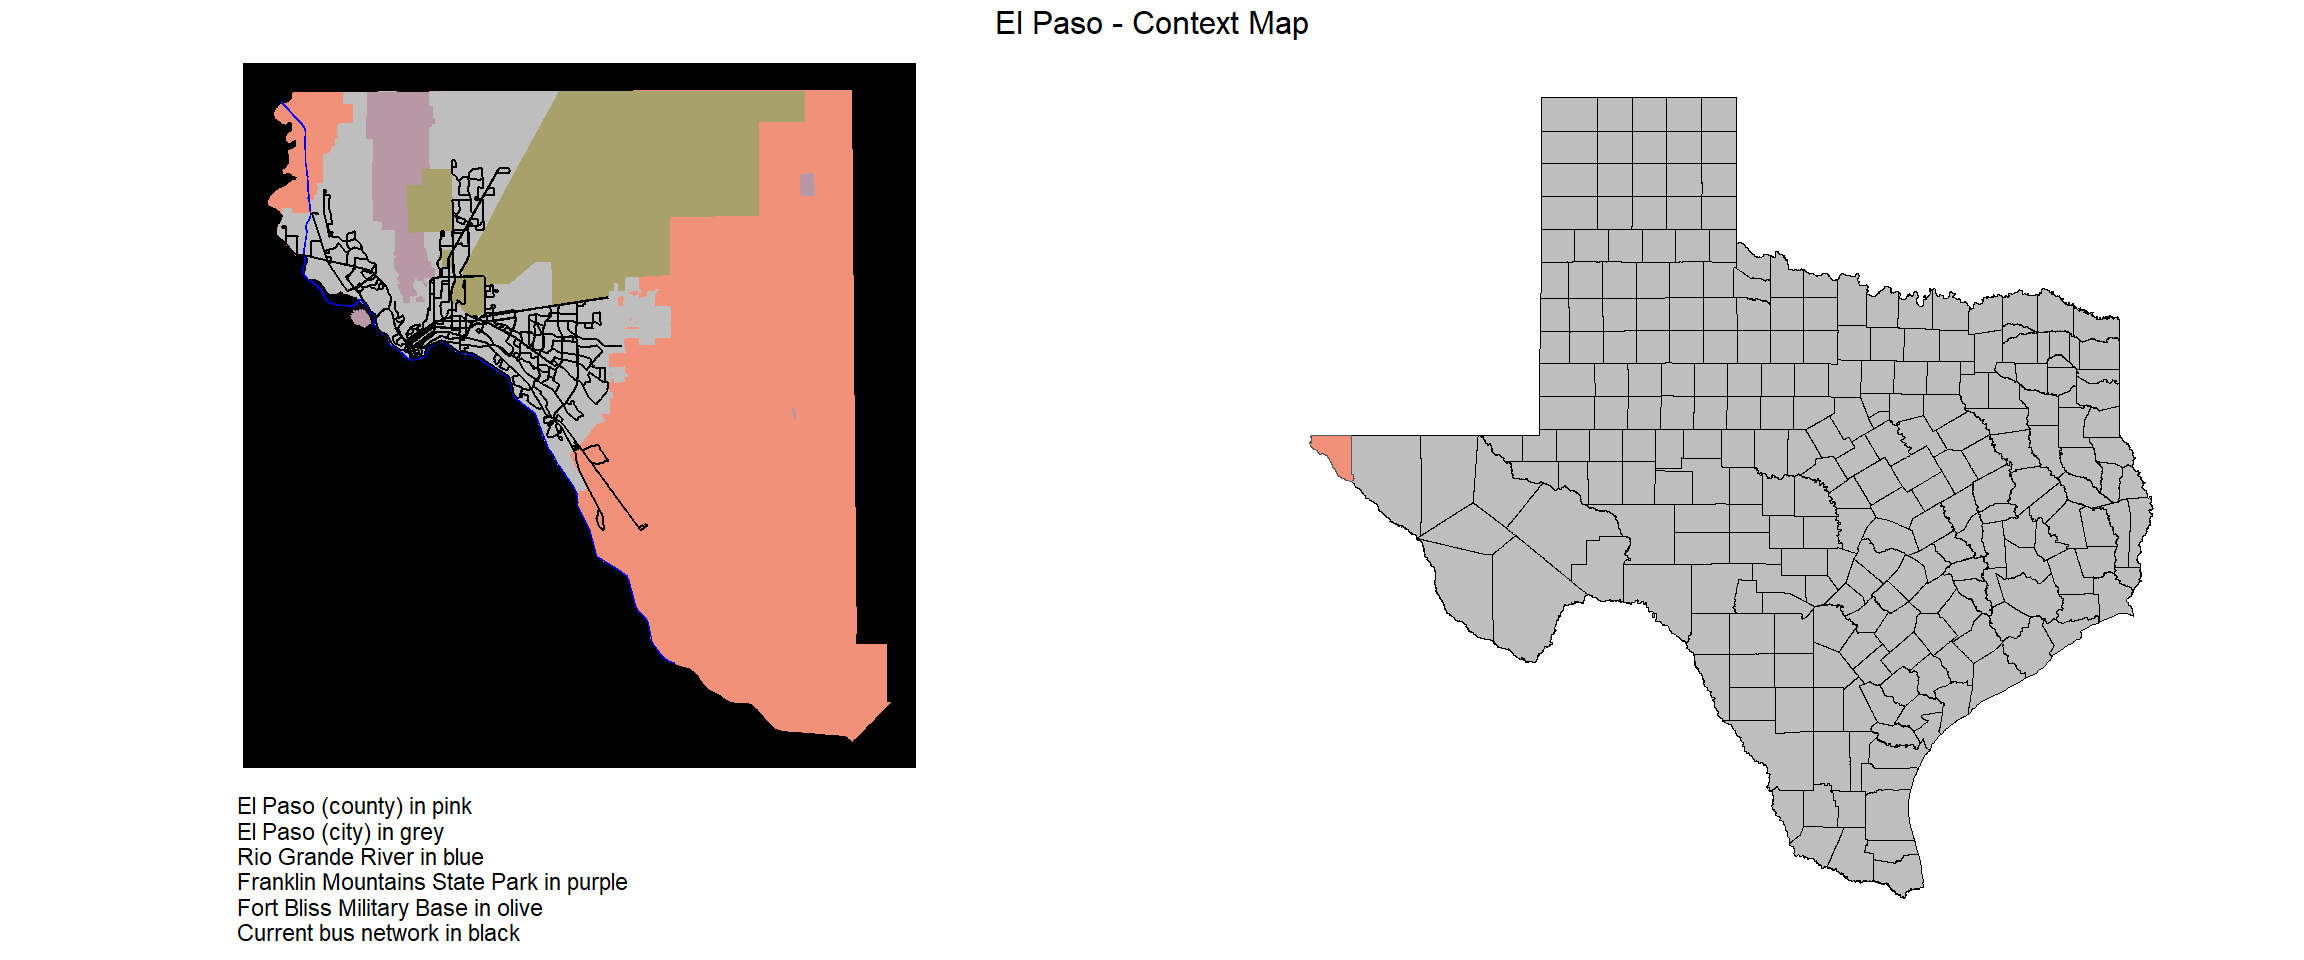 El Paso - Context Map
El Paso (county) in pink
El Paso (city) in grey
Rio Grande River in blue
Franklin Mountains State Park in purple
Fort Bliss Military Base in olive
Current bus network in black